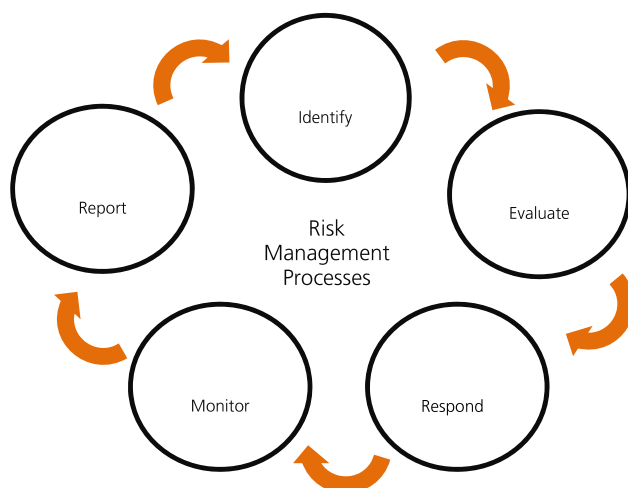 Identify
Report
Evaluate
Risk
Management
Processes
Monitor
Respond